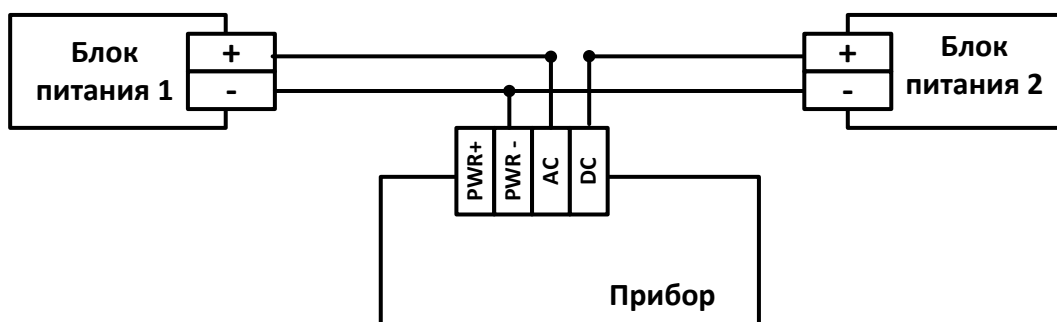 Блок
питания 1
+
-
+
-
Блок
питания 2
PWR+
PWR -
AC
DC
Прибор